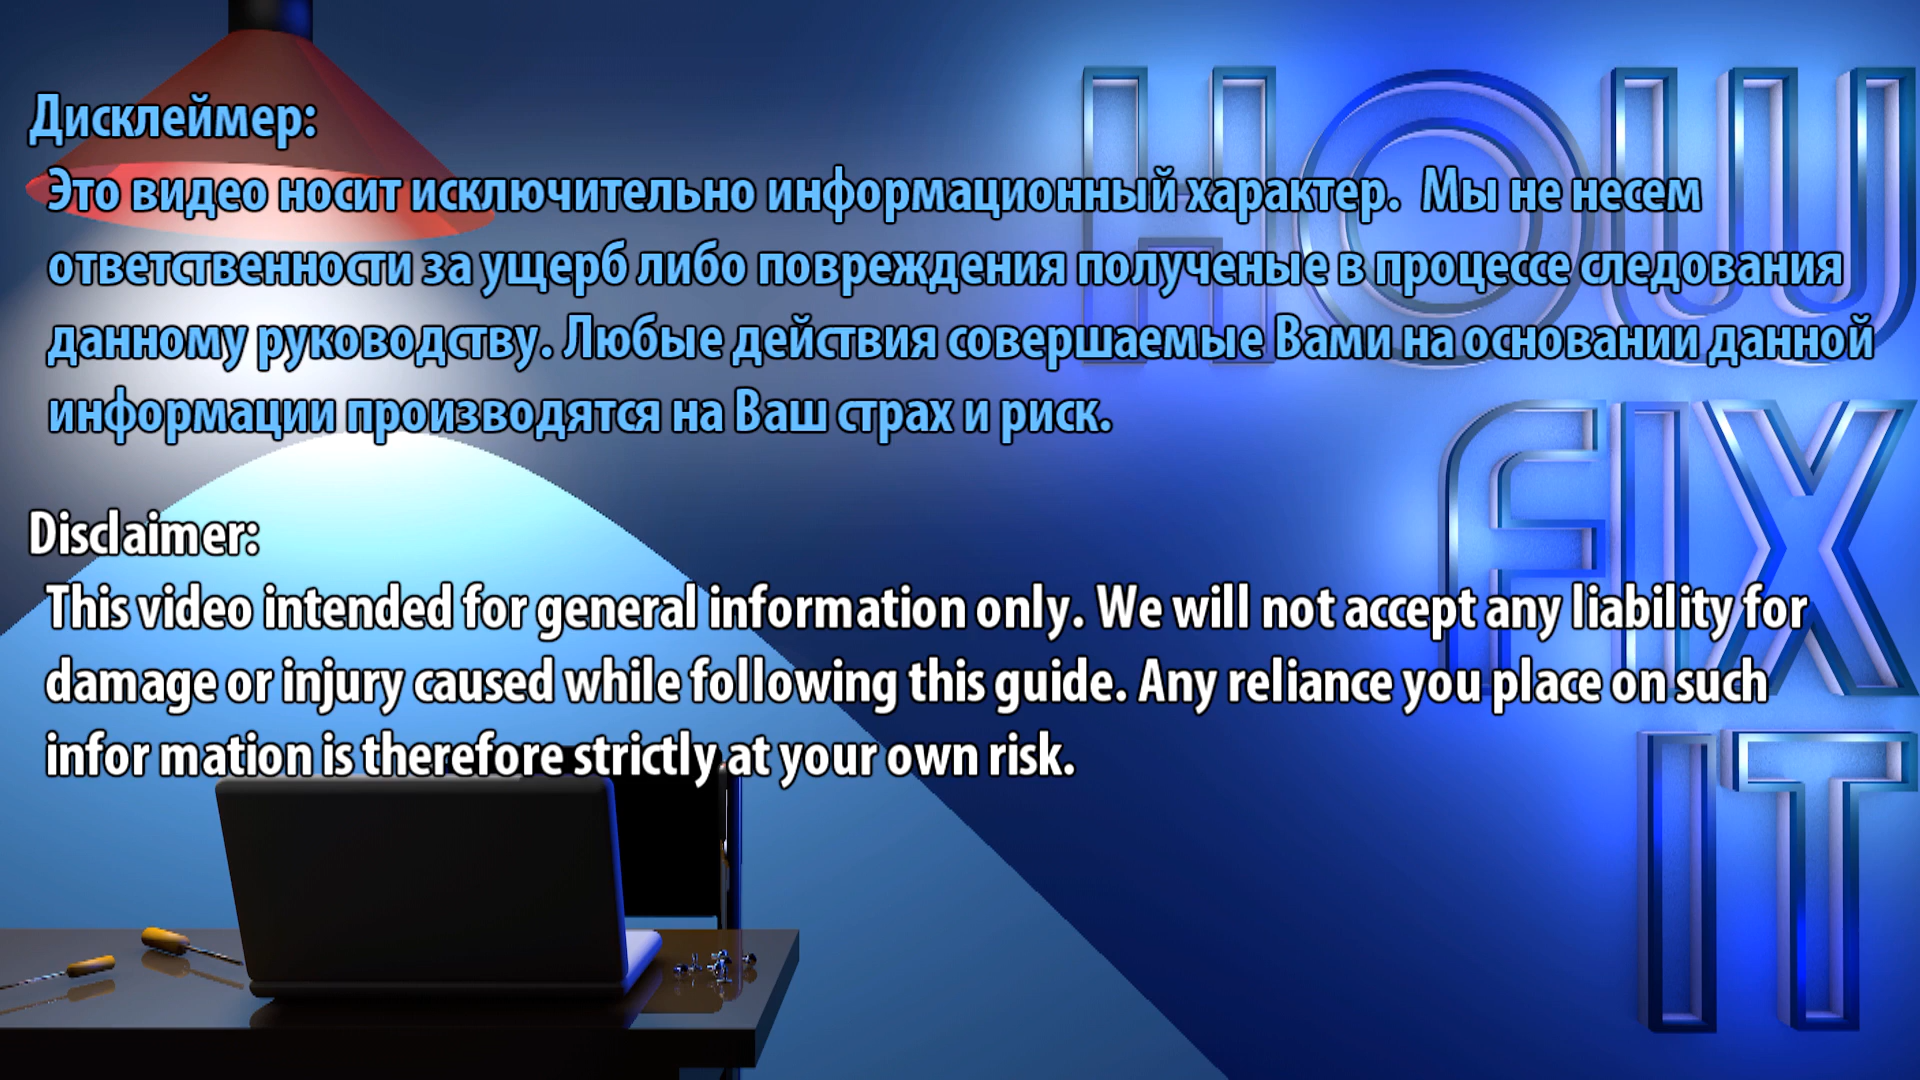 Дисклеймер:
Это видео носит исключительно информационный характер. Мы не несем
ответственности за ущерб либо повреждения полученые в процессе следования
данному руководству. Любые действия совершаемые Вами на основании данной
информации производятся на Ваш страх и риск.
Disclaimer:
This video intended for general information only. We will not accept any liability for
damage or injury caused while following this guide. Any reliance you place on such
infor mation is therefore strictly at your own risk.
HOW
FIX
IT